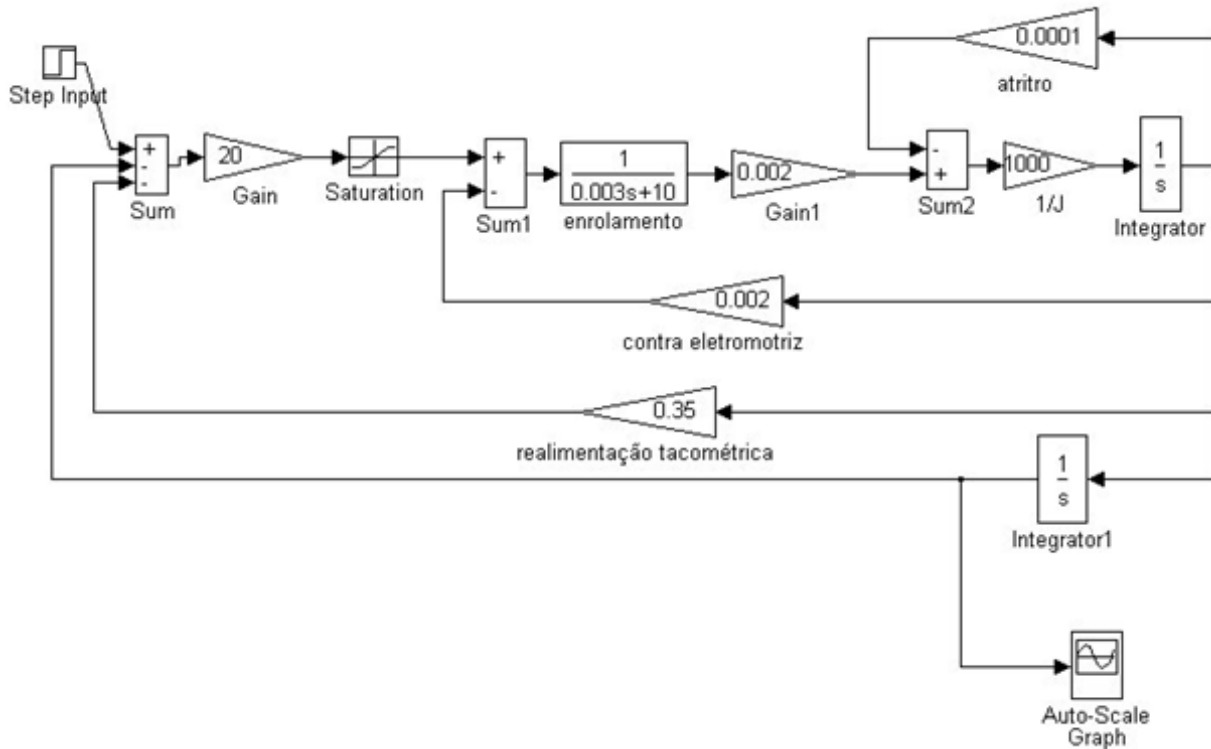 0.0001
atritro
Step Input
+
-
-
Sum
20
Gain
Saturation
+
-
Sum1
1
0.003s+10
enrolamento
0.002
Gain1
-
+
Sum2
1000
1/J
1
s
Integrator
0.002
contra eletromotriz
0.35
realimentação tacométrica
1
s
Integrator1
Auto-Scale
Graph